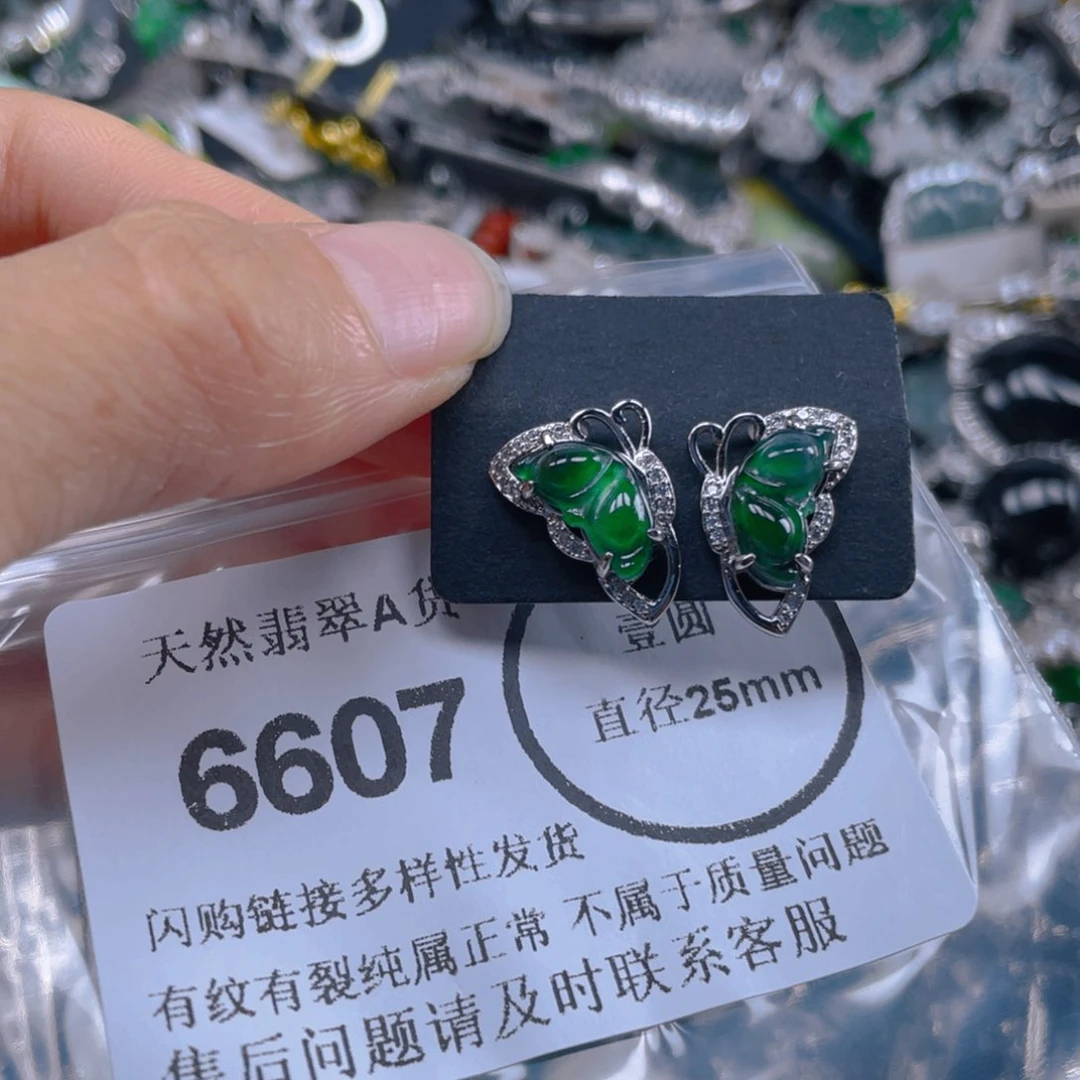 天然翡翠A货
6607
壹圆
直径25mm
闪购链接多样性发货
有纹有裂纯属正常 不属于质量问题
售后问题请及时联系客服